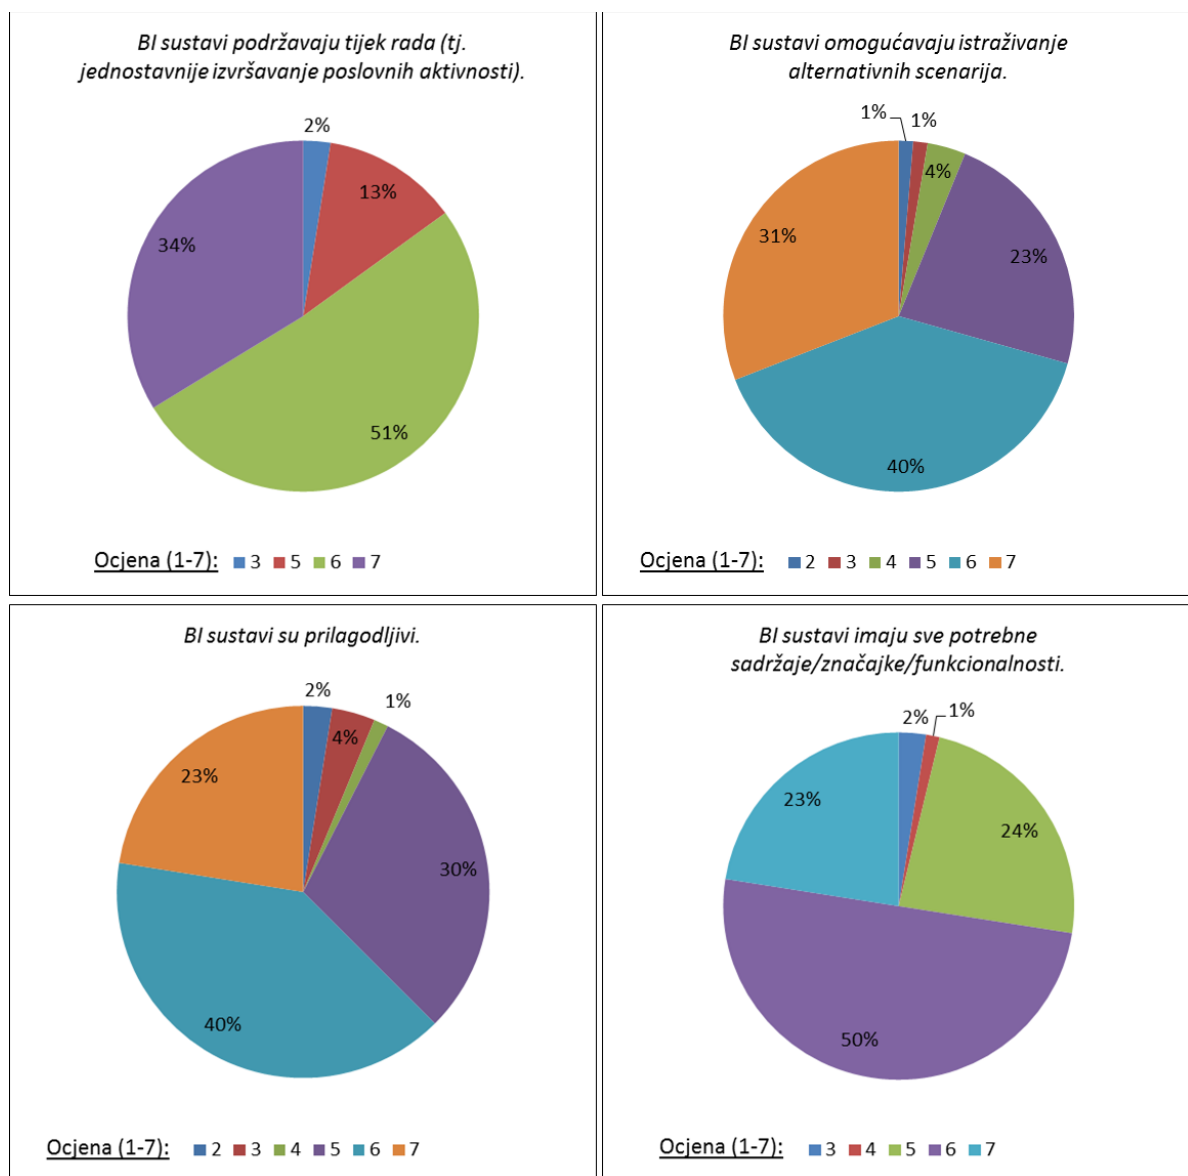 BI sustavi podržavaju tijek rada (tj.
jednostavnije izvršavanje poslovnih aktivnosti).
2%
13%
34%
51%
Ocjena (1-7): 3 5 6 7
BI sustavi omogućavaju istraživanje
alternativnih scenarija.
1% 1%
4%
31%
23%
40%
Ocjena (1-7): 2 3 4 5 6 7
BI sustavi su prilagodljivi.
2% 1%
4%
23%
30%
40%
Ocjena (1-7): 2 3 4 5 6 7
BI sustavi imaju sve potrebne
sadržaje/značajke/funkcionalnosti.
2% 1%
23%
24%
50%
Ocjena (1-7): 3 4 5 6 7